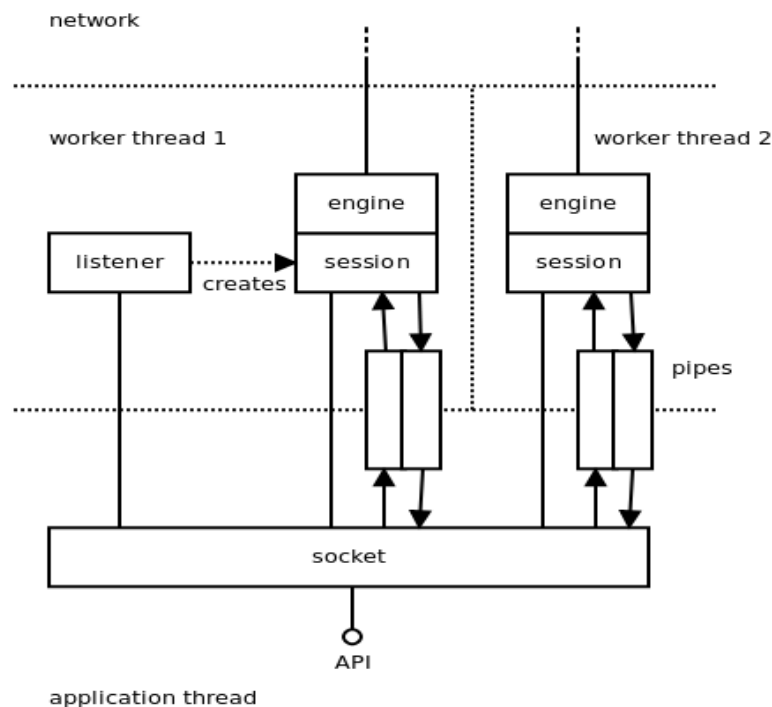 network
worker thread 1
worker thread 2
engine
engine
listener
session
session
creates
pipes
socket
API
application thread